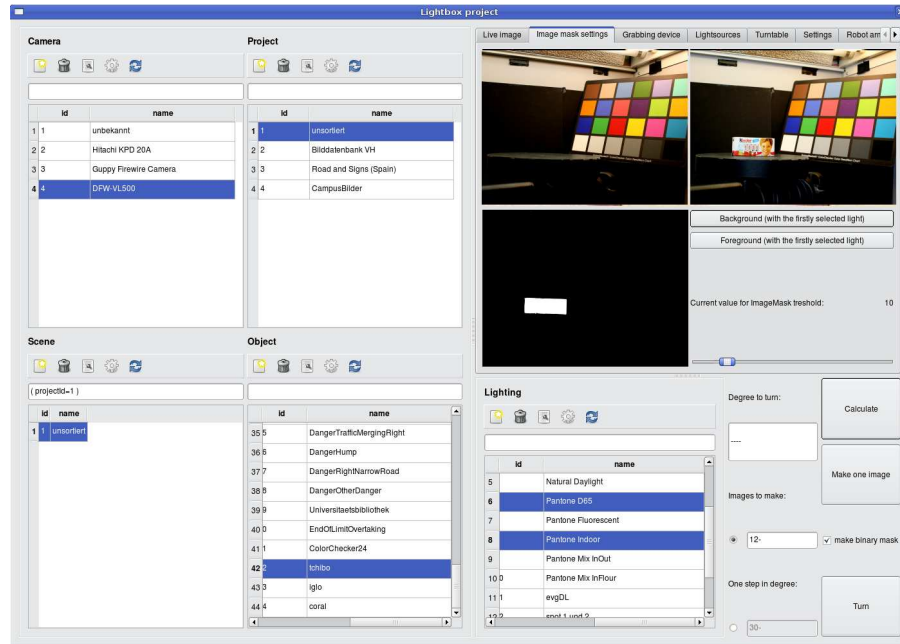 Lightbox project
Camera
Project
id name
1 1 unbekannt
2 2 Hitachi KPD 20A
3 3 Guppy Firewire Camera
4 4 DFW-VL500
id name
1 1 unsortiert
2 2 Bilddatenbank VH
3 3 Road and Signs (Spain)
4 4 CampusBilder
Scene
Object
( projectid=1 )
id name
1 1 unsortiert
id name
35 5 DangerTrafficMergingRight
36 6 DangerHump
37 7 DangerRightNarrowRoad
38 8 DangerOtherDanger
39 9 Universitaetsbibliothek
40 0 EndOfLimitOvertaking
41 1 ColorChecker24
42 2 tchibo
43 3 iglo
44 4 coral
Live image Image mask settings Grabbing device Lightsources Turntable Settings Robot arm
Background (with the firstly selected light)
Foreground (with the firstly selected light)
Current value for ImageMask treshold: 10
Lighting
id name
5 Natural Daylight
6 Pantone D65
7 Pantone Fluorescent
8 Pantone Indoor
9 Pantone Mix InOut
10 0 Pantone Mix InFlour
11 1 evgDL
12 2 spot 1 und 2
Degree to turn:
----
Calculate
Make one image
Images to make:
12-
make binary mask
One step in degree:
30-
Turn